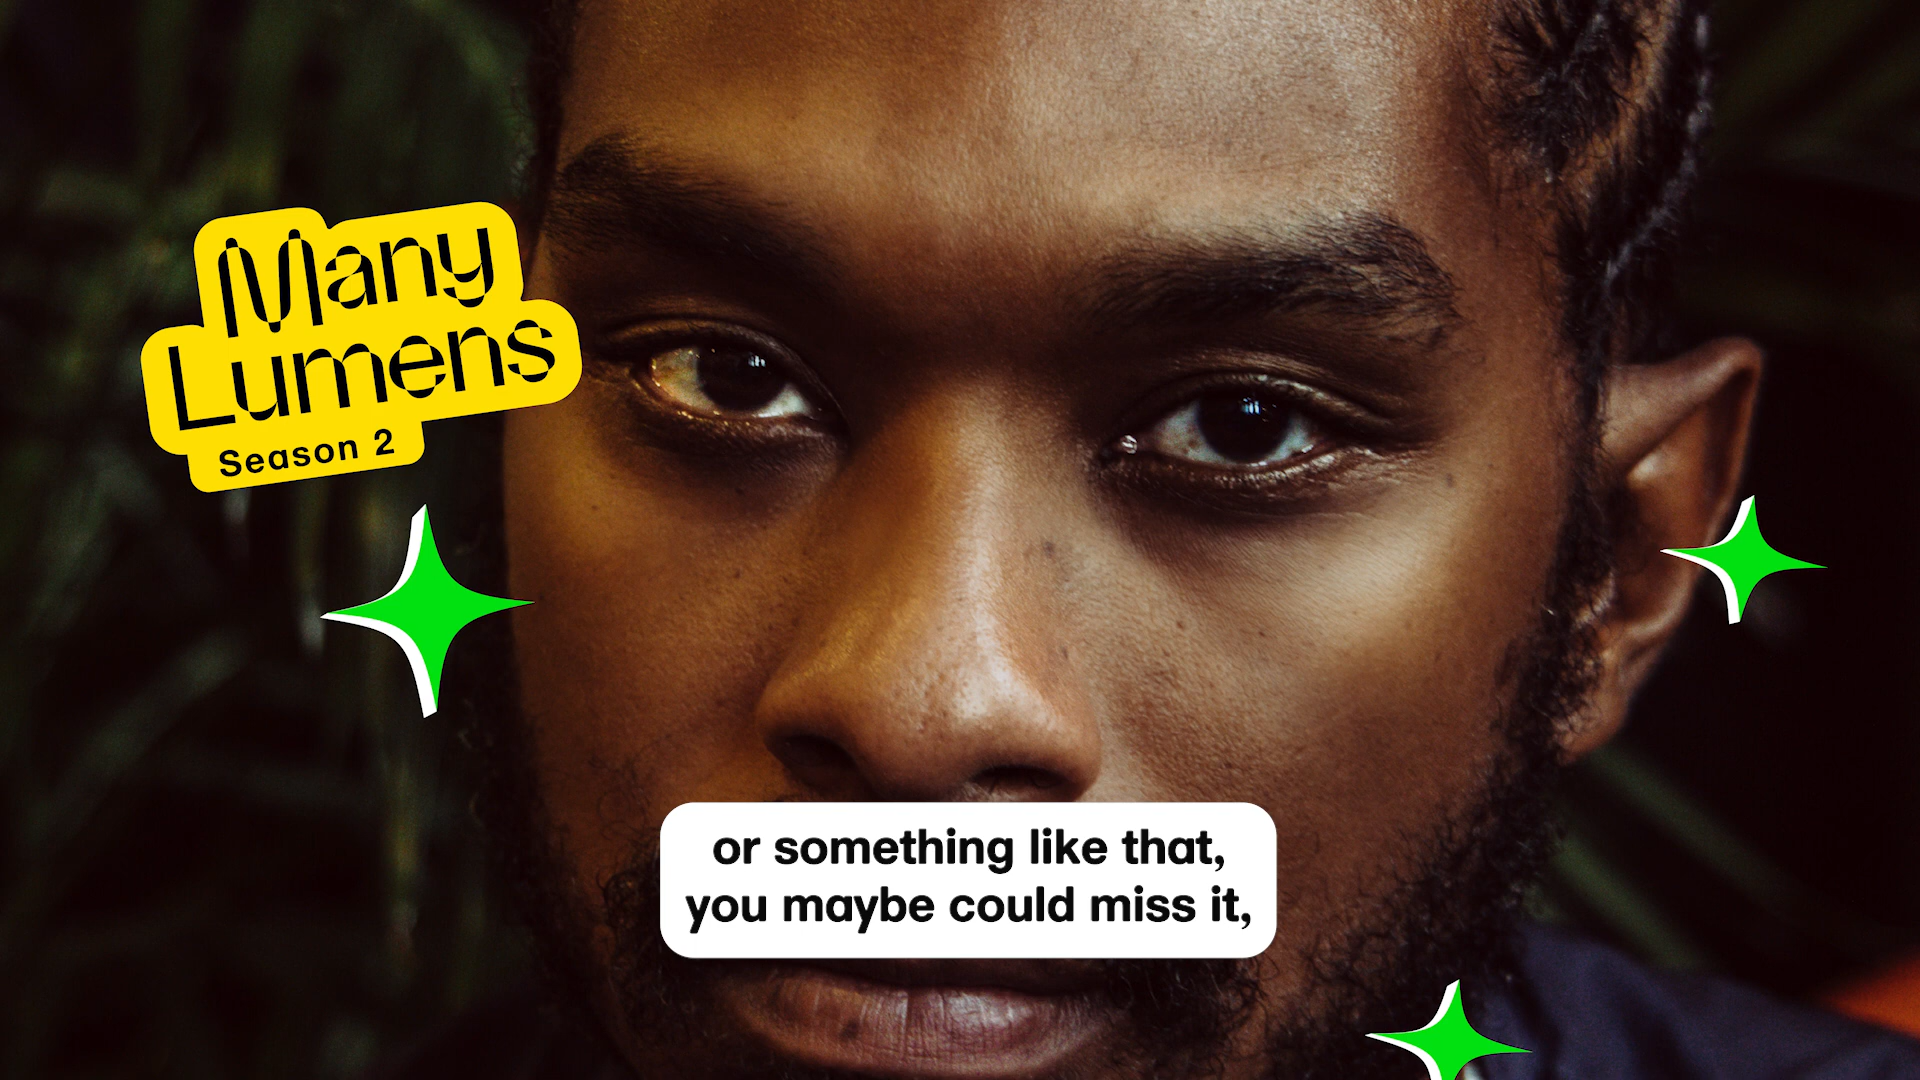 Many
Lumens
Season 2
or something like that,
you maybe could miss it,